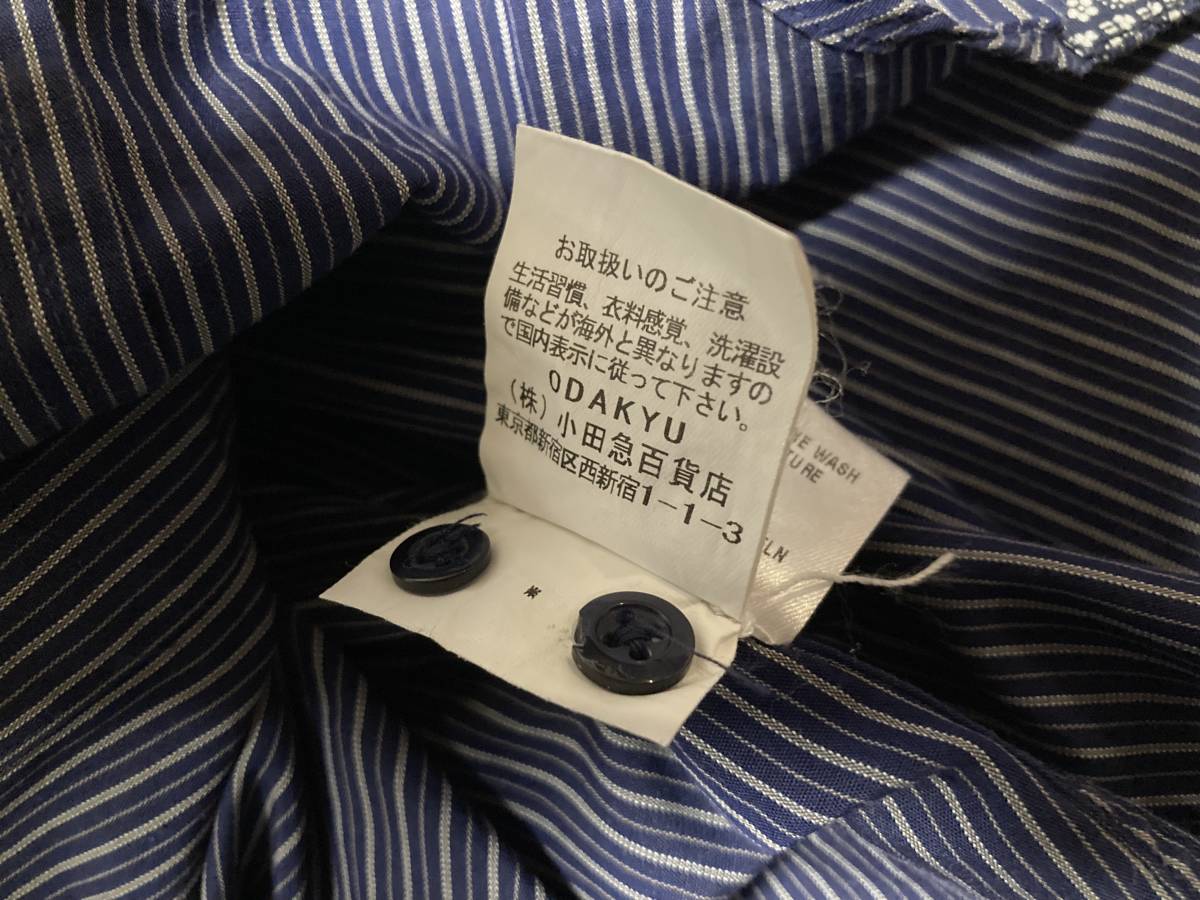 お取扱いのご注意
生活習慣、衣料感覚、洗濯設
備などが海外と異なりますの
で国内表示に従って下さい。
ODAKYU
(株)小田急百貨店
東京都新宿区西新宿1-1-3
WASH